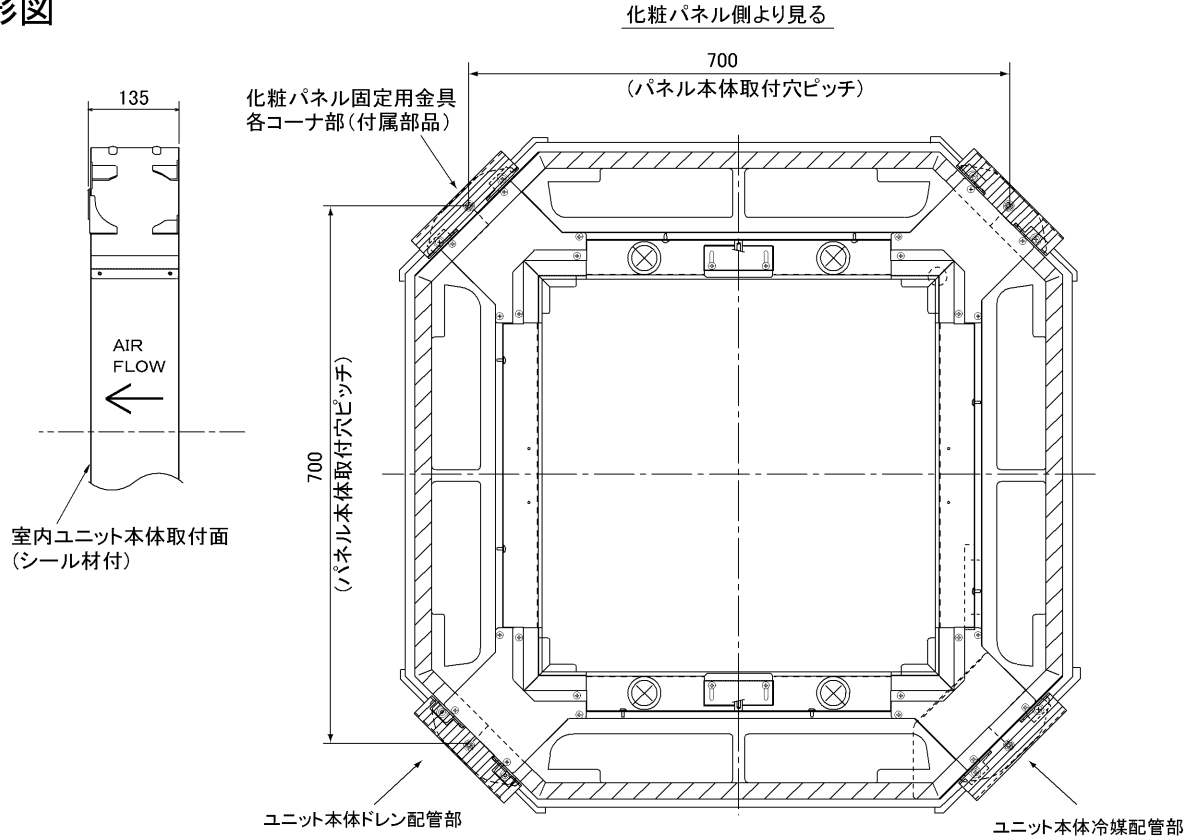 形図
化粧パネル側より見る
700
(パネル本体取付穴ピッチ)
135
化粧パネル固定用金具
各コーナ部(付属部品)
AIR
FLOW
700
(パネル本体取付穴ピッチ)
室内ユニット本体取付面
(シール材付)
ユニット本体ドレン配管部
ユニット本体冷媒配管部